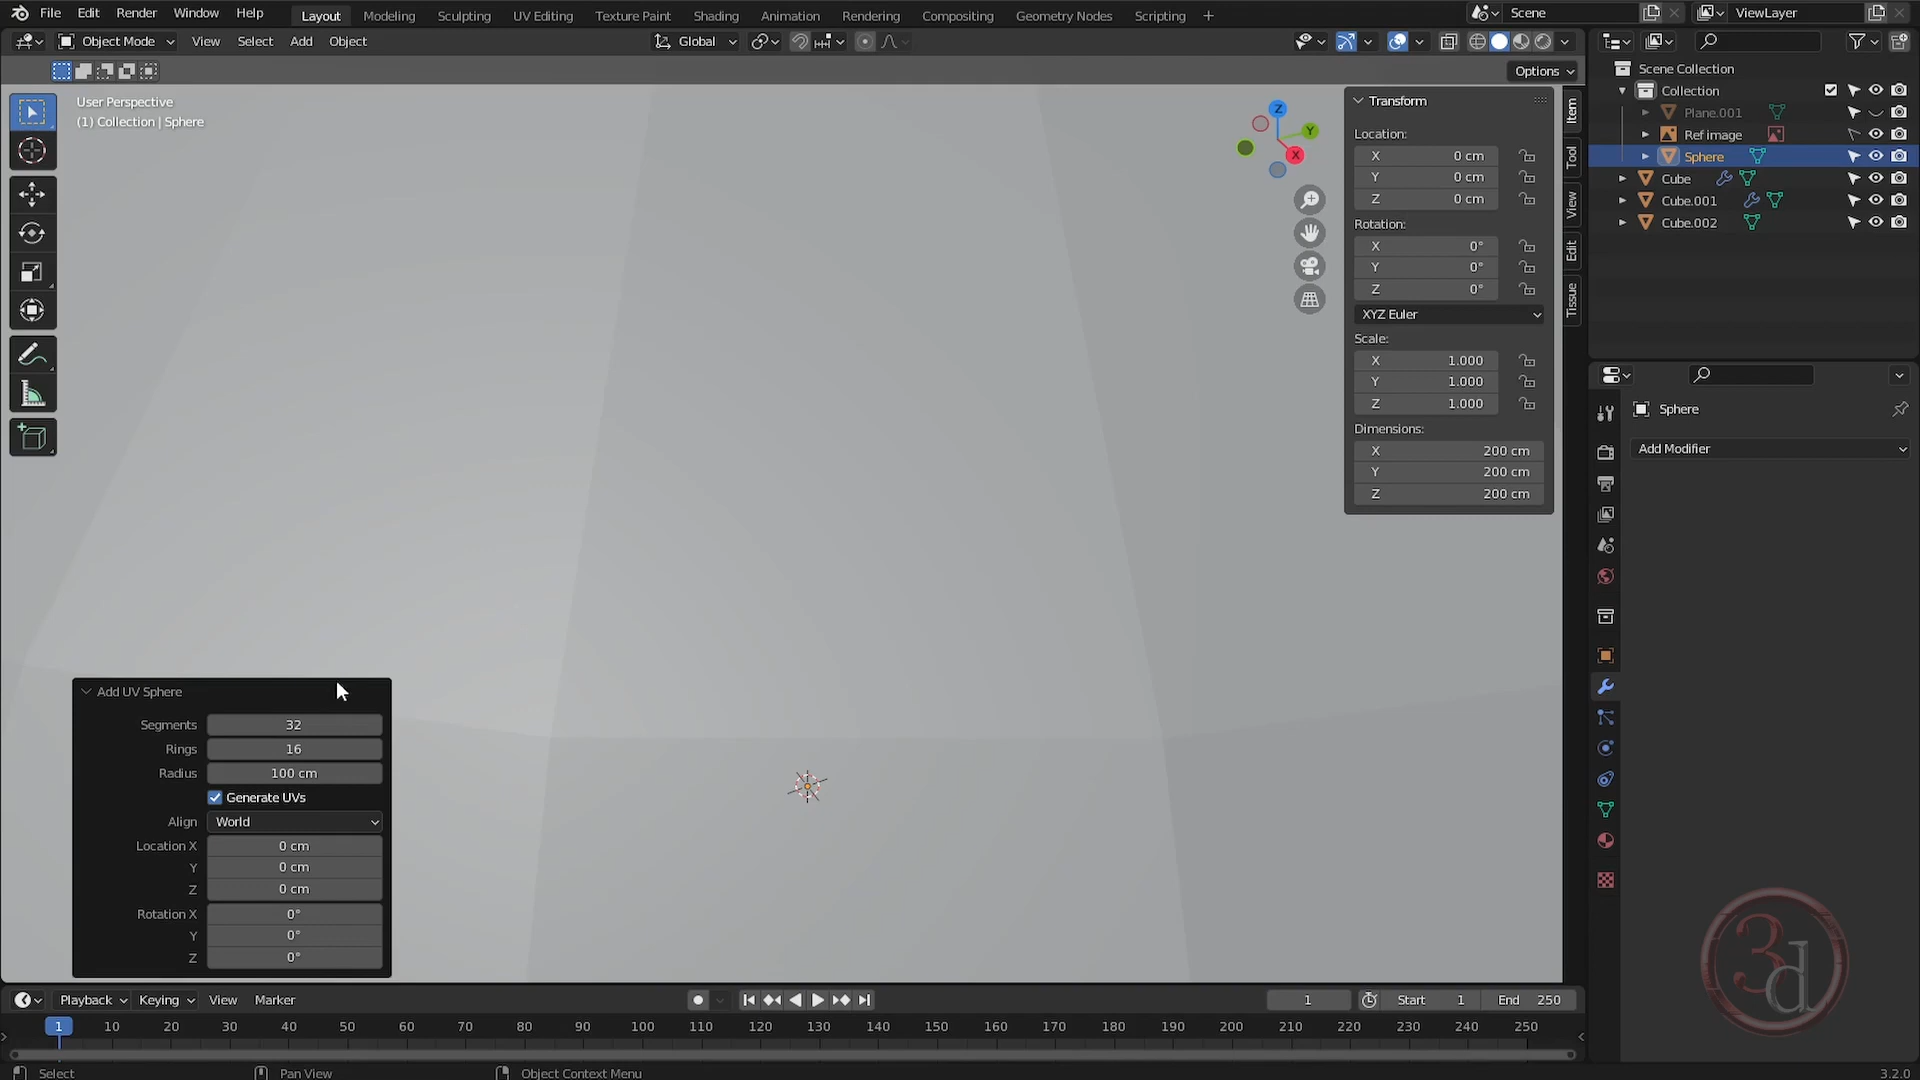 File Edit Render Window Help Layout Modeling Sculpting UV Editing Texture Paint Shading Animation Rendering Compositing Geometry Nodes Scripting + Scene ViewLayer
Object Mode View Select Add Object Global
Options
User Perspective
(1) Collection | Sphere
Z
Y
X
Transform
Location:
X 0 cm
Y 0 cm
Z 0 cm
Rotation:
X 0°
Y 0°
Z 0°
XYZ Euler
Scale:
X 1.000
Y 1.000
Z 1.000
Dimensions:
X 200 cm
Y 200 cm
Z 200 cm
Item
Tool
View
Edit
Tissue
Scene Collection
Collection
Plane.001
Ref image
Sphere
Cube
Cube.001
Cube.002
Sphere
Add Modifier
Add UV Sphere
Segments 32
Rings 16
Radius 100 cm
Generate UVs
Align World
Location X 0 cm
Y 0 cm
Z 0 cm
Rotation X 0°
Y 0°
Z 0°
3d
Playback Keying View Marker 1 Start 1 End 250
1 10 20 30 40 50 60 70 80 90 100 110 120 130 140 150 160 170 180 190 200 210 220 230 240 250
Select Pan View Object Context Menu 3.2.0